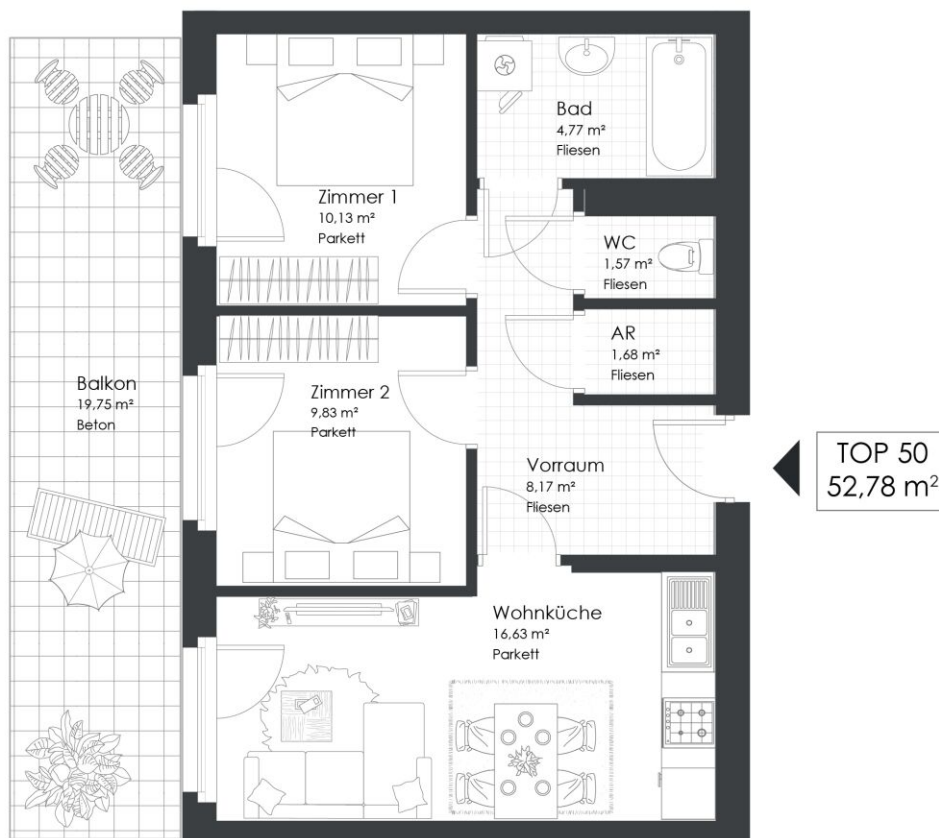 Bad
4,77 m²
Fliesen
Zimmer 1
10,13 m²
Parkett
WC
1,57 m²
Fliesen
AR
1,68 m²
Fliesen
Balkon
19,75 m²
Beton
Zimmer 2
9,83 m²
Parkett
Vorraum
8,17 m²
Fliesen
TOP 50
52,78 m²
Wohnküche
16,63 m²
Parkett